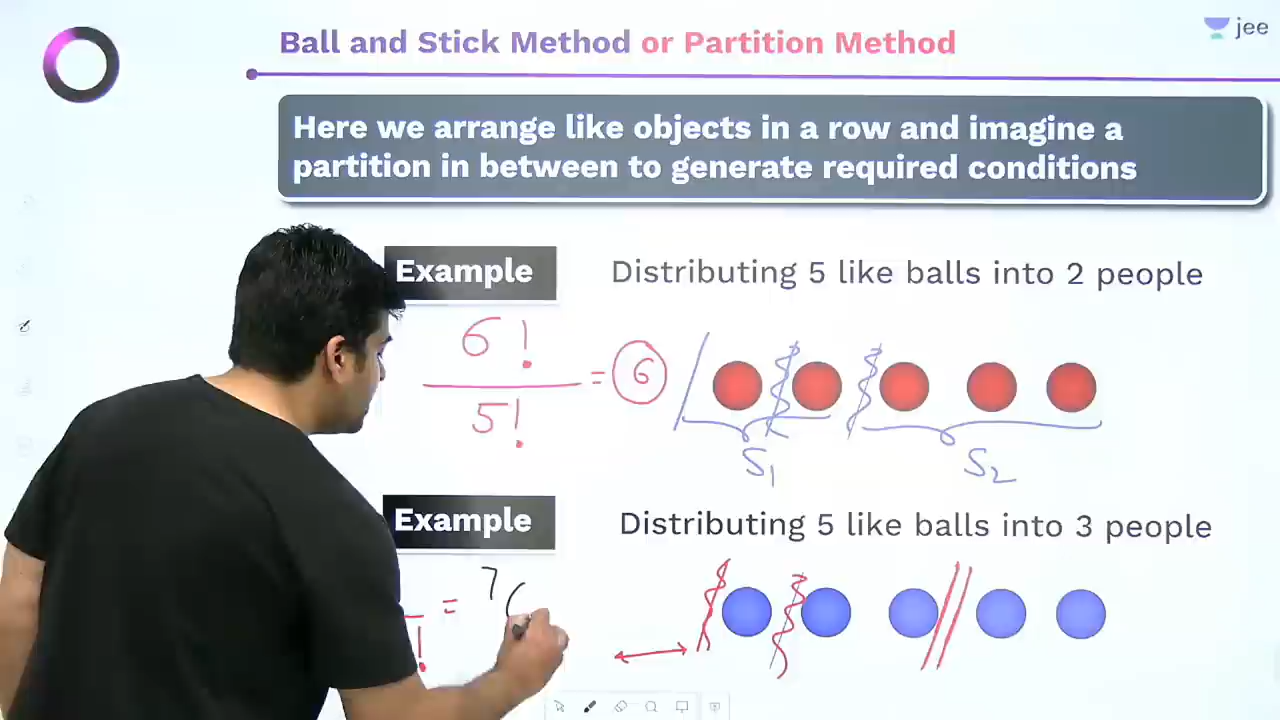 Ball and Stick Method or Partition Method
jee
Here we arrange like objects in a row and imagine a
partition in between to generate required conditions
Example
Distributing 5 like balls into 2 people
6!
5!
= 6
S1
S2
Example
Distributing 5 like balls into 3 people
! = 7C